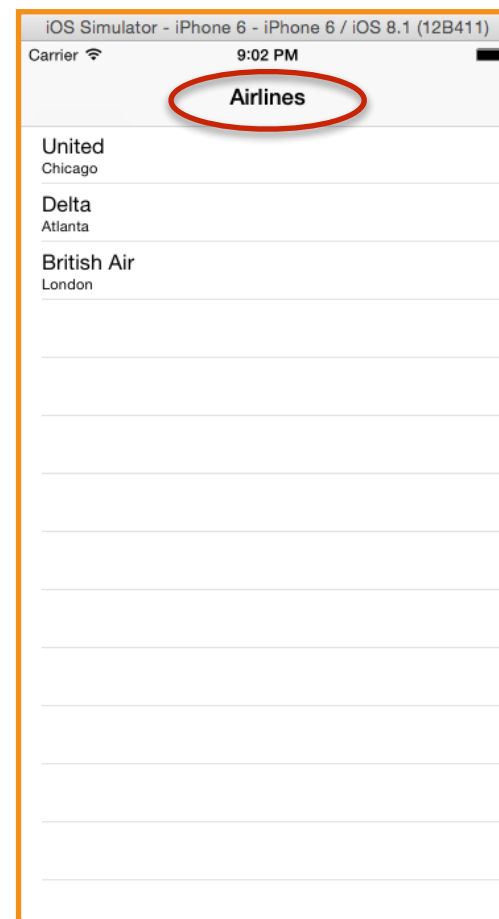 iOS Simulator - iPhone 6 - iPhone 6 / iOS 8.1 (12B411)
Carrier 9:02 PM
Airlines
United
Chicago
Delta
Atlanta
British Air
London